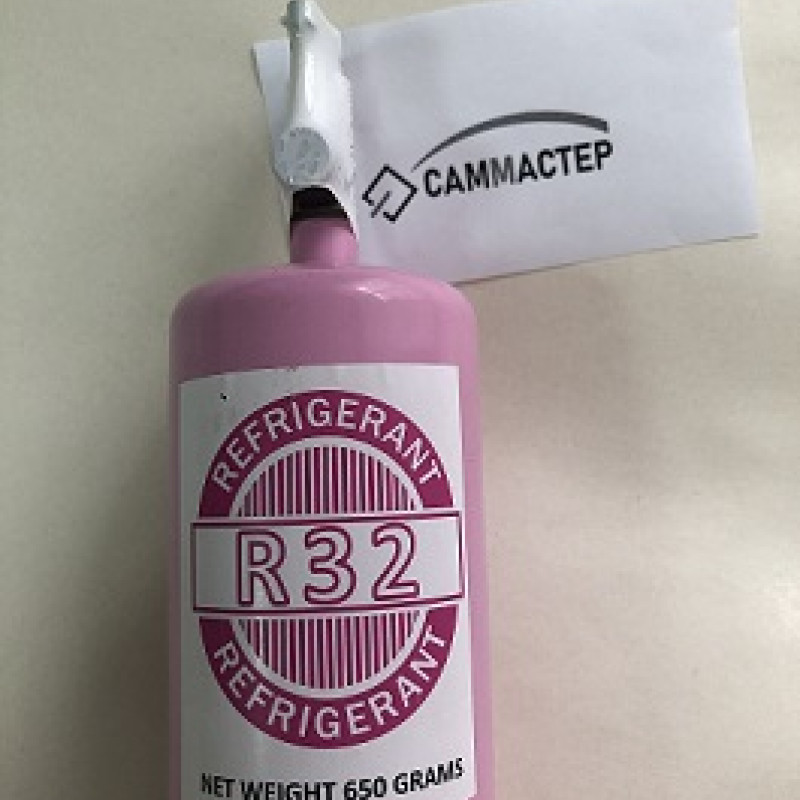 САММАСТЕР
REFRIGERANT
R32
REFRIGERANT
NET WEIGHT 650 GRAMS